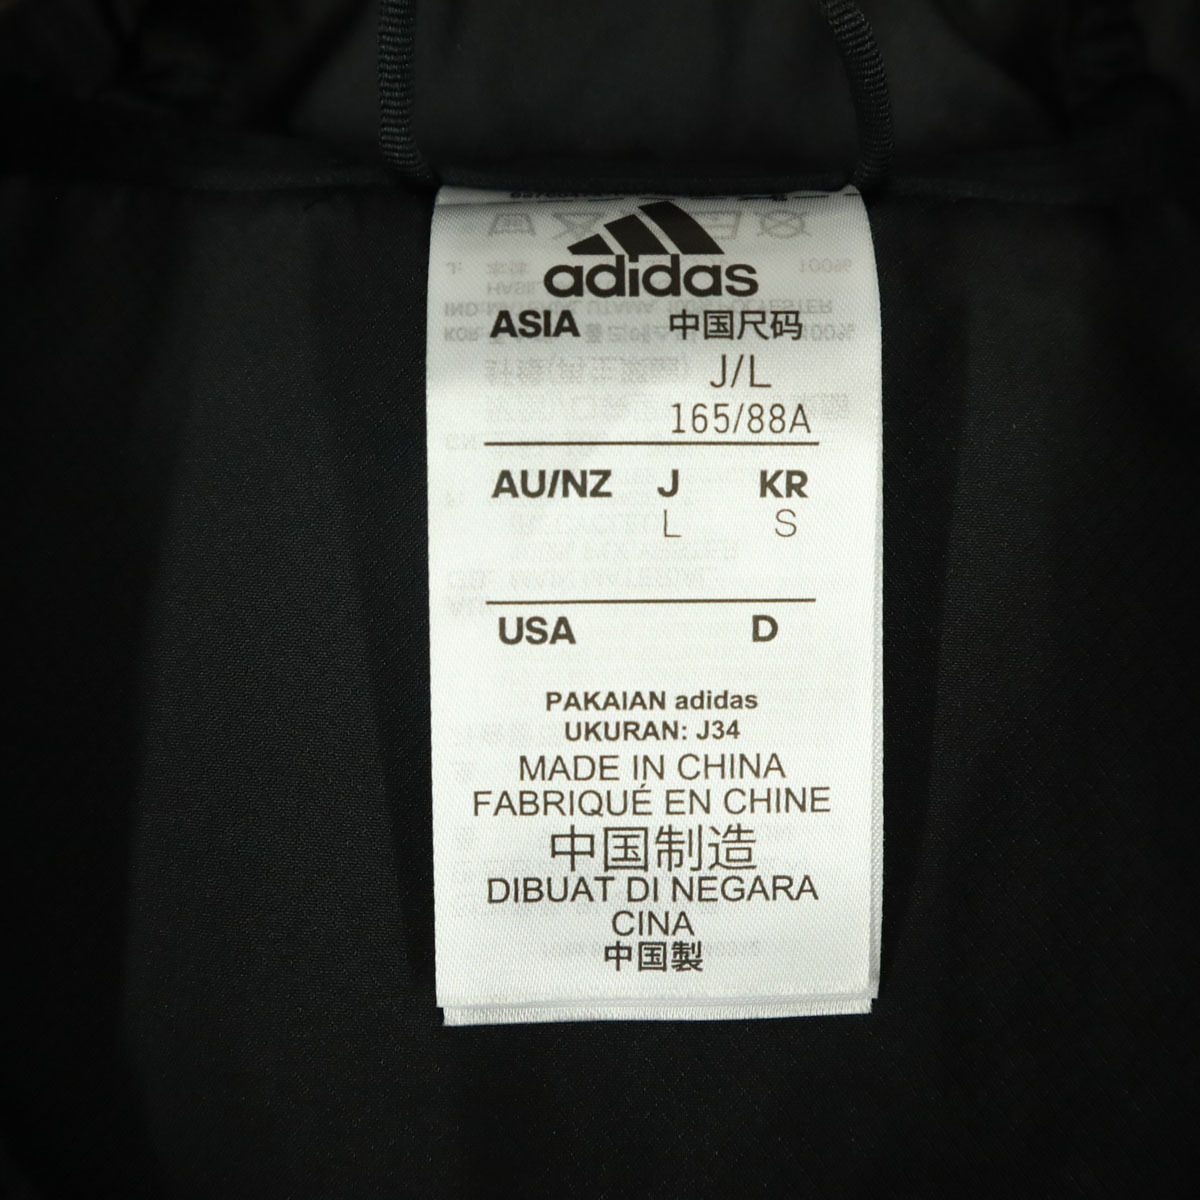 adidas
ASIA 中国尺码
J/L
165/88A
AU/NZ J KR
L S
USA D
PAKAIAN adidas
UKURAN: J34
MADE IN CHINA
FABRIQUÉ EN CHINE
中国制造
DIBUAT DI NEGARA
CINA
中国製